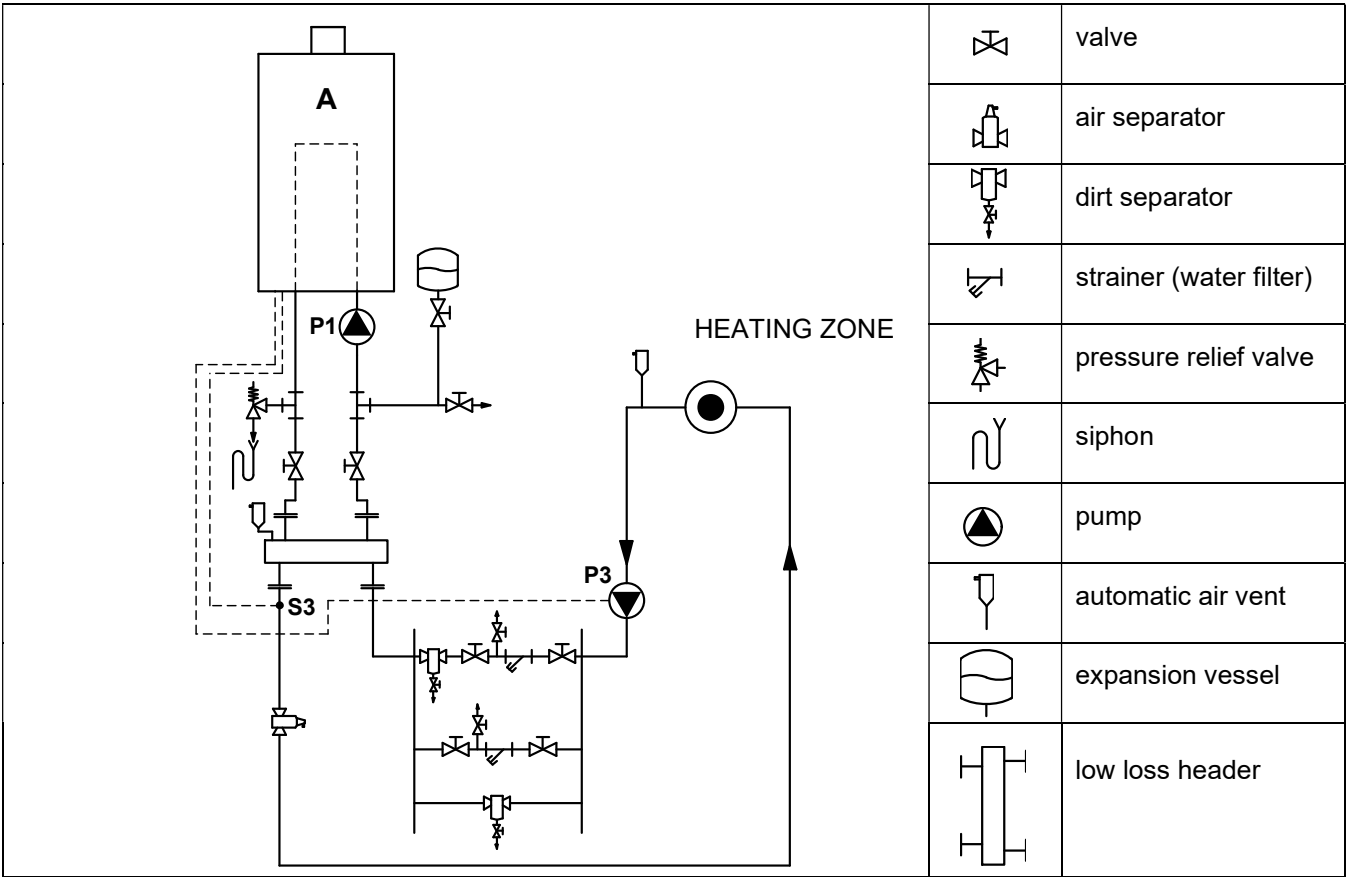 A
P1
HEATING ZONE
P3
S3
valve
air separator
dirt separator
strainer (water filter)
pressure relief valve
siphon
pump
automatic air vent
expansion vessel
low loss header